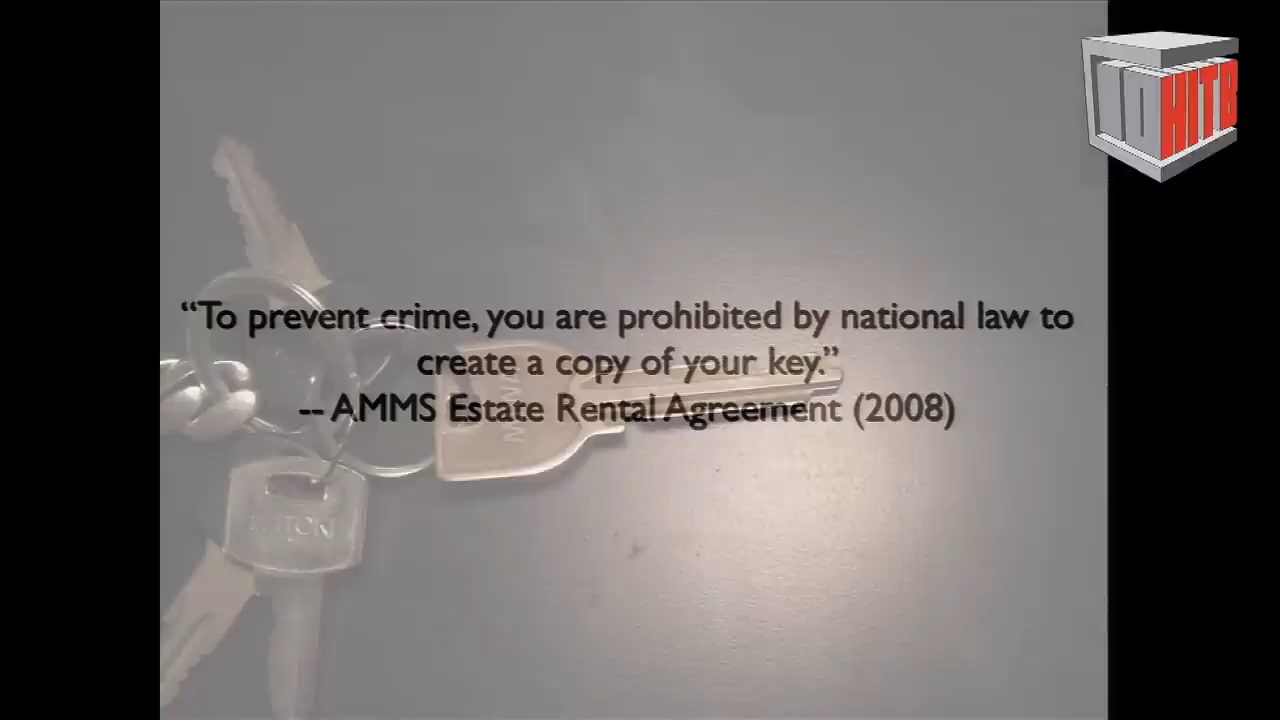 “To prevent crime, you are prohibited by national law to
create a copy of your key.”
-- AMMS Estate Rental Agreement (2008)
HITB